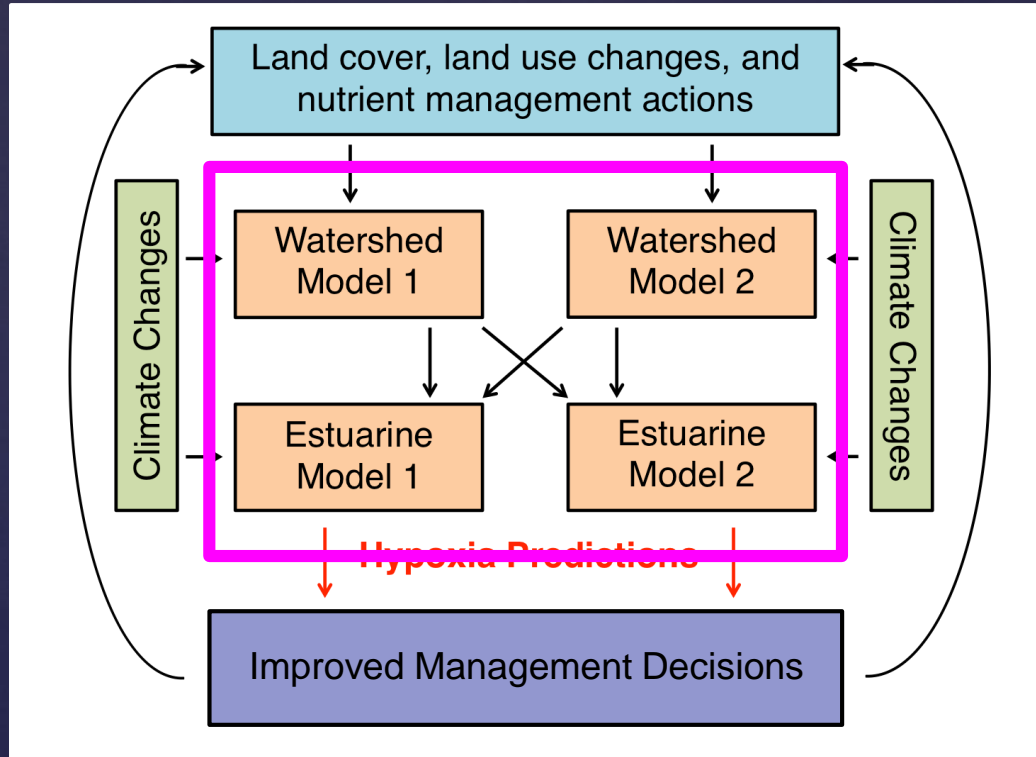 Land cover, land use changes, and
nutrient management actions
Climate Changes
Watershed
Model 1
Watershed
Model 2
Climate Changes
Estuarine
Model 1
Estuarine
Model 2
Hypoxia Predictions
Improved Management Decisions